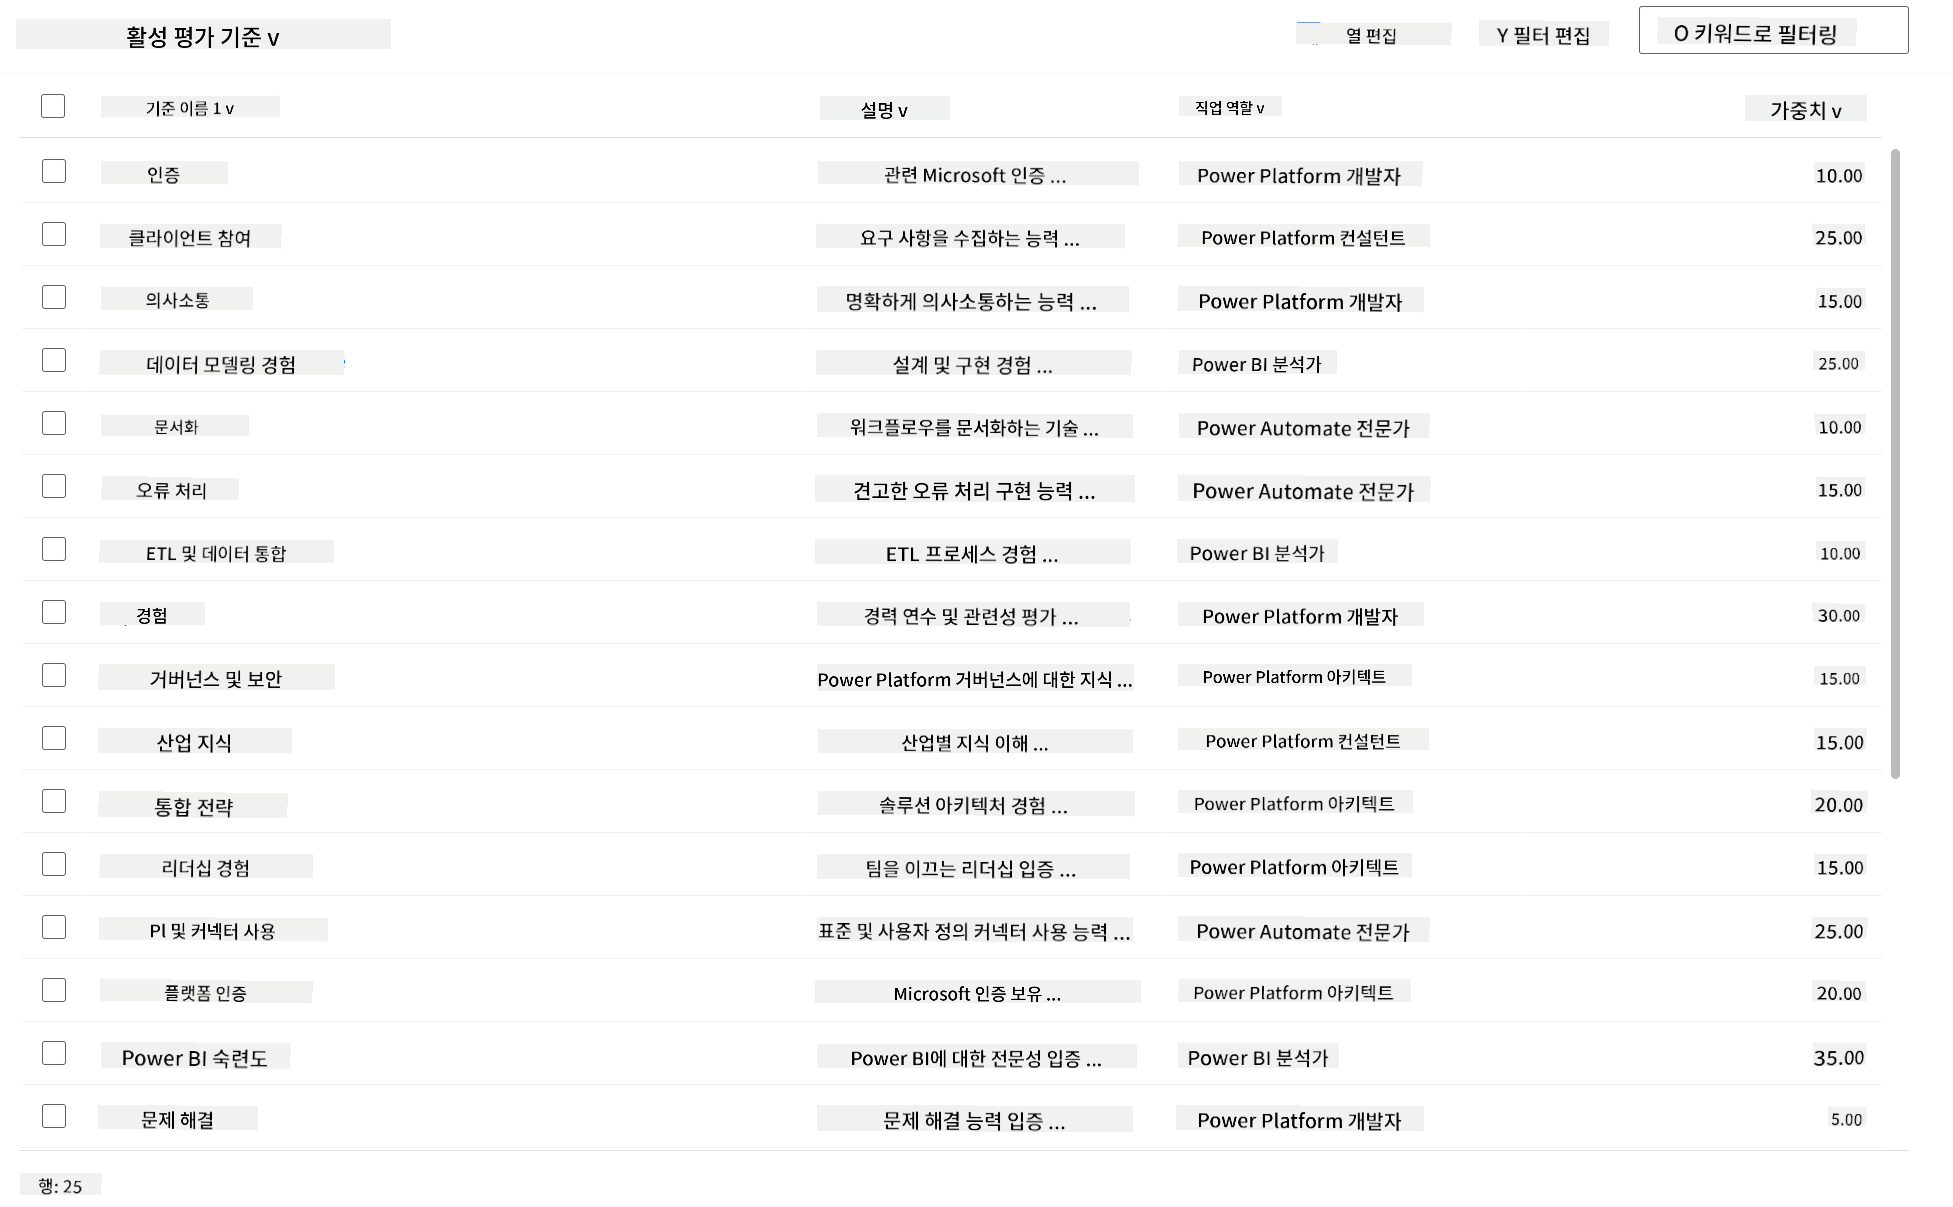 활성 평가 기준 v
열 편집 Y 필터 편집 O 키워드로 필터링
기준 이름 1 v 설명 v 직업 역할 v 가중치 v
인증 관련 Microsoft 인증 ... Power Platform 개발자 10.00
클라이언트 참여 요구 사항을 수집하는 능력 ... Power Platform 컨설턴트 25.00
의사소통 명확하게 의사소통하는 능력 ... Power Platform 개발자 15.00
데이터 모델링 경험 설계 및 구현 경험 ... Power BI 분석가 25.00
문서화 워크플로우를 문서화하는 기술 ... Power Automate 전문가 10.00
오류 처리 견고한 오류 처리 구현 능력 ... Power Automate 전문가 15.00
ETL 및 데이터 통합 ETL 프로세스 경험 ... Power BI 분석가 10.00
경험 경력 연수 및 관련성 평가 ... Power Platform 개발자 30.00
거버넌스 및 보안 Power Platform 거버넌스에 대한 지식 ... Power Platform 아키텍트 15.00
산업 지식 산업별 지식 이해 ... Power Platform 컨설턴트 15.00
통합 전략 솔루션 아키텍처 경험 ... Power Platform 아키텍트 20.00
리더십 경험 팀을 이끄는 리더십 입증 ... Power Platform 아키텍트 15.00
Pl 및 커넥터 사용 표준 및 사용자 정의 커넥터 사용 능력 ... Power Automate 전문가 25.00
플랫폼 인증 Microsoft 인증 보유 ... Power Platform 아키텍트 20.00
Power BI 숙련도 Power BI에 대한 전문성 입증 ... Power BI 분석가 35.00
문제 해결 문제 해결 능력 입증 ... Power Platform 개발자 5.00
행: 25